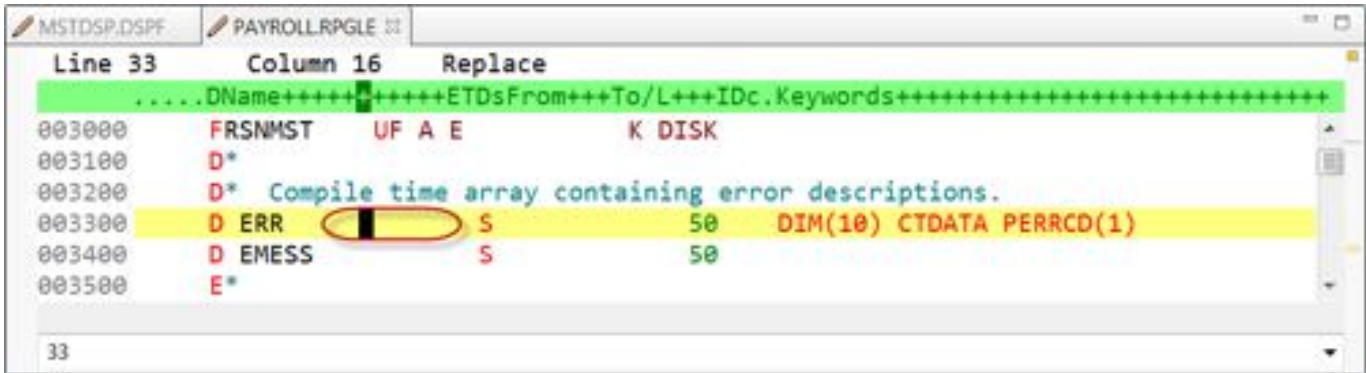 MSTDSP.DSPF PAYROLL.RPGLE
Line 33 Column 16 Replace
.....DName+++++++++++ETDsFrom+++To/L+++IDc.Keywords+++++++++++++++++++++++++++++
003000 FRSNMST UF A E K DISK
003100 D*
003200 D* Compile time array containing error descriptions.
003300 D ERR S 50 DIM(10) CTDATA PERRCD(1)
003400 D EMESS S 50
003500 E*
33